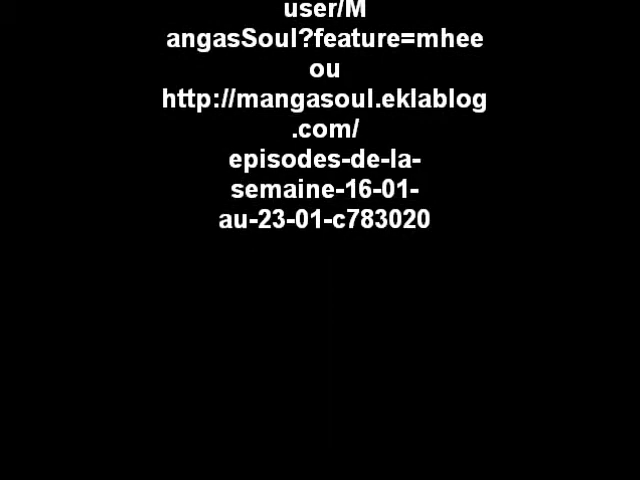 user/M
angasSoul?feature=mhee
ou
http://mangasoul.eklablog
.com/
episodes-de-la-
semaine-16-01-
au-23-01-c783020